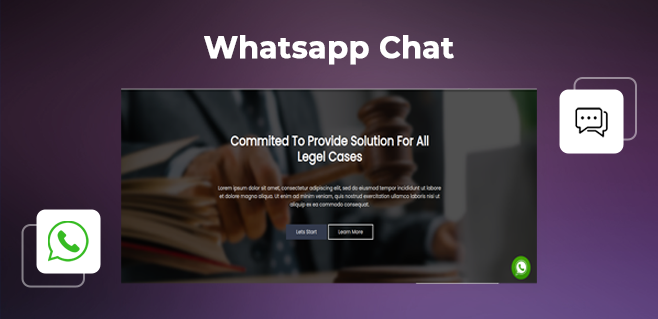 Whatsapp Chat
Commited To Provide Solution For All
Legel Cases
Lorem ipsum dolor sit amet, consectetur adipiscing elit, sed do eiusmod tempor incididunt ut labore
et dolore magna aliqua. Ut enim ad minim veniam, quis nostrud exercitation ullamco laboris nisi ut
aliquip ex ea commodo consequat.
Lets Start
Learn More